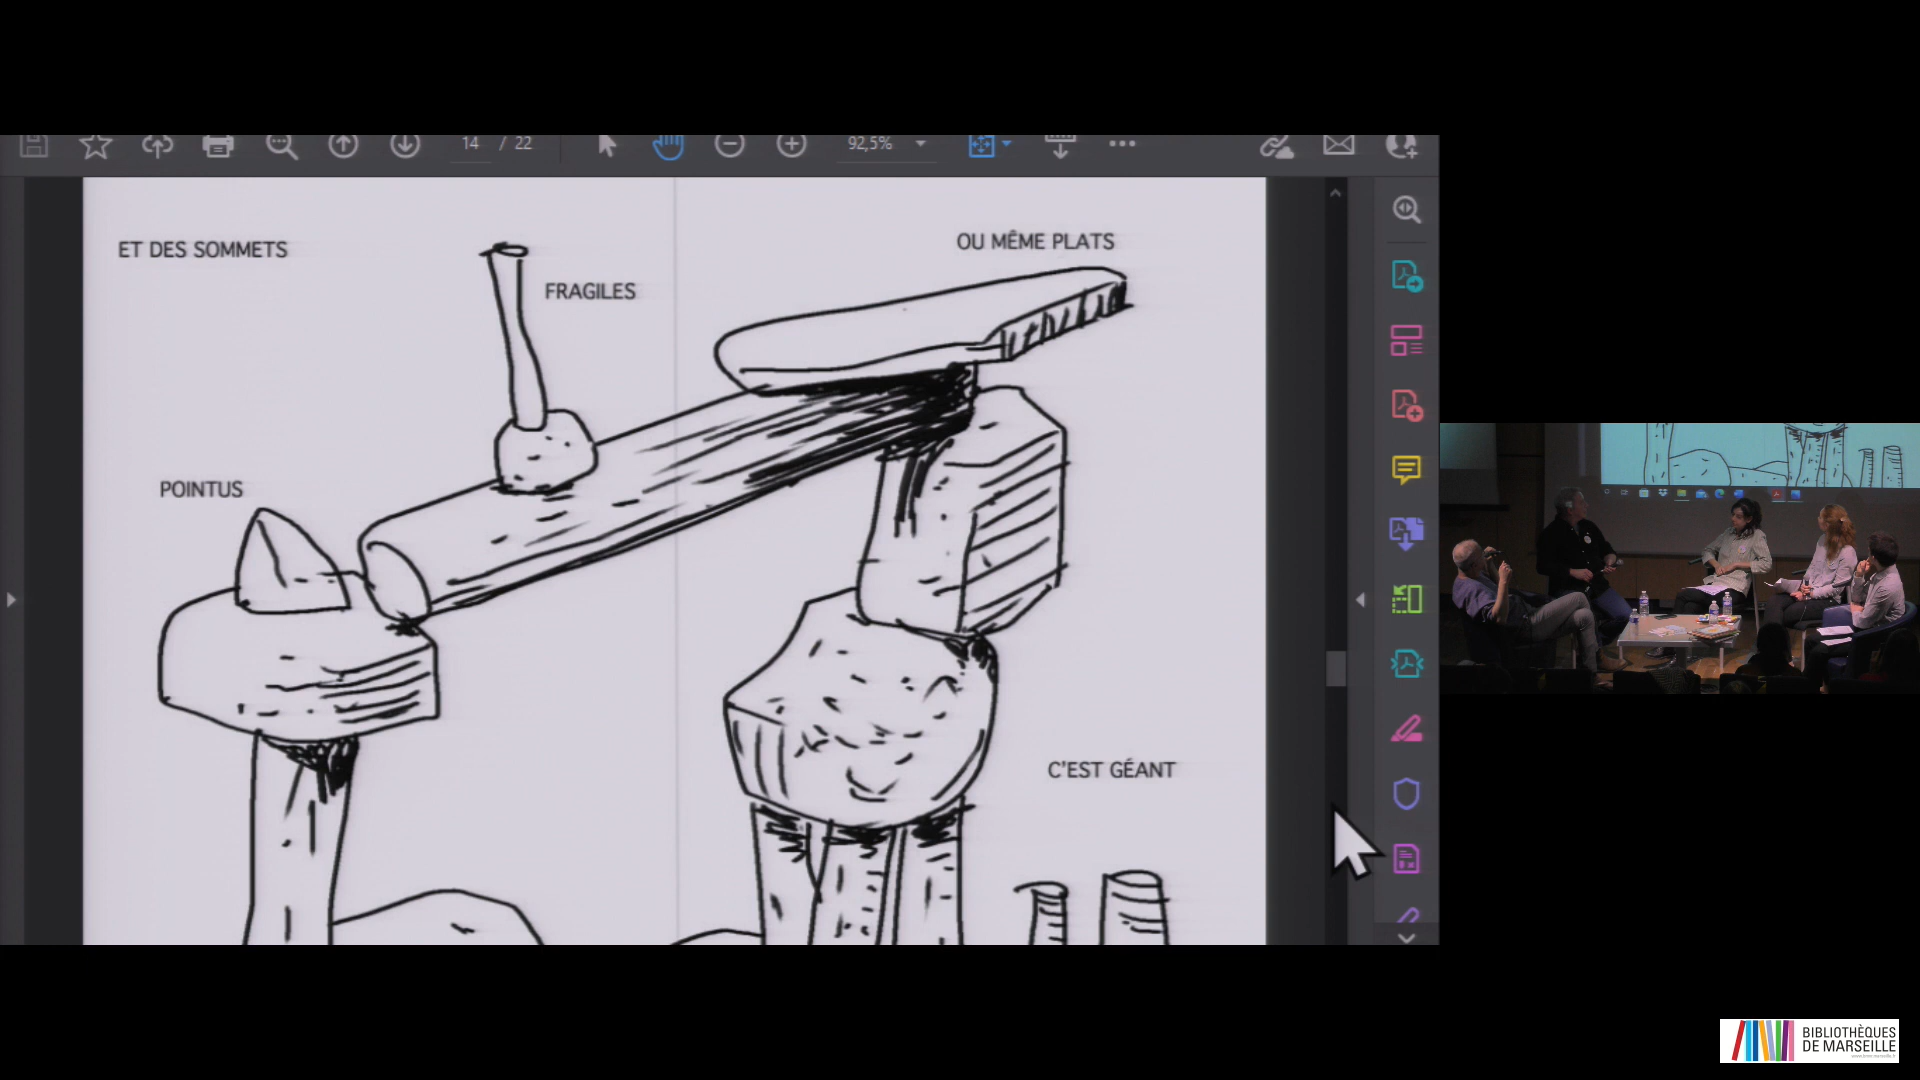 14 / 22
92,5%
ET DES SOMMETS
FRAGILES
OU MÊME PLATS
POINTUS
C'EST GÉANT
BIBLIOTHÈQUES
DE MARSEILLE